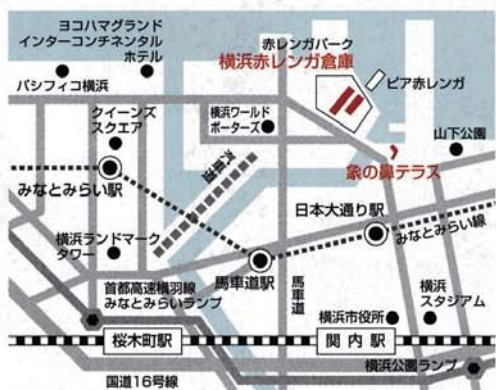 ヨコハマグランド
インターコンチネンタル
ホテル
パシフィコ横浜
赤レンガパーク
横浜赤レンガ倉庫
ピア赤レンガ
クイーンズ
スクエア
横浜ワールド
ポーターズ
汽車道
山下公園
象の鼻テラス
みなとみらい駅
日本大通り駅
みなとみらい線
横浜ランドマーク
タワー
馬車道駅
馬車道
首都高速横羽線
みなとみらいランプ
横浜市役所
横浜
スタジアム
桜木町駅
関内駅
横浜公園ランプ
国道16号線